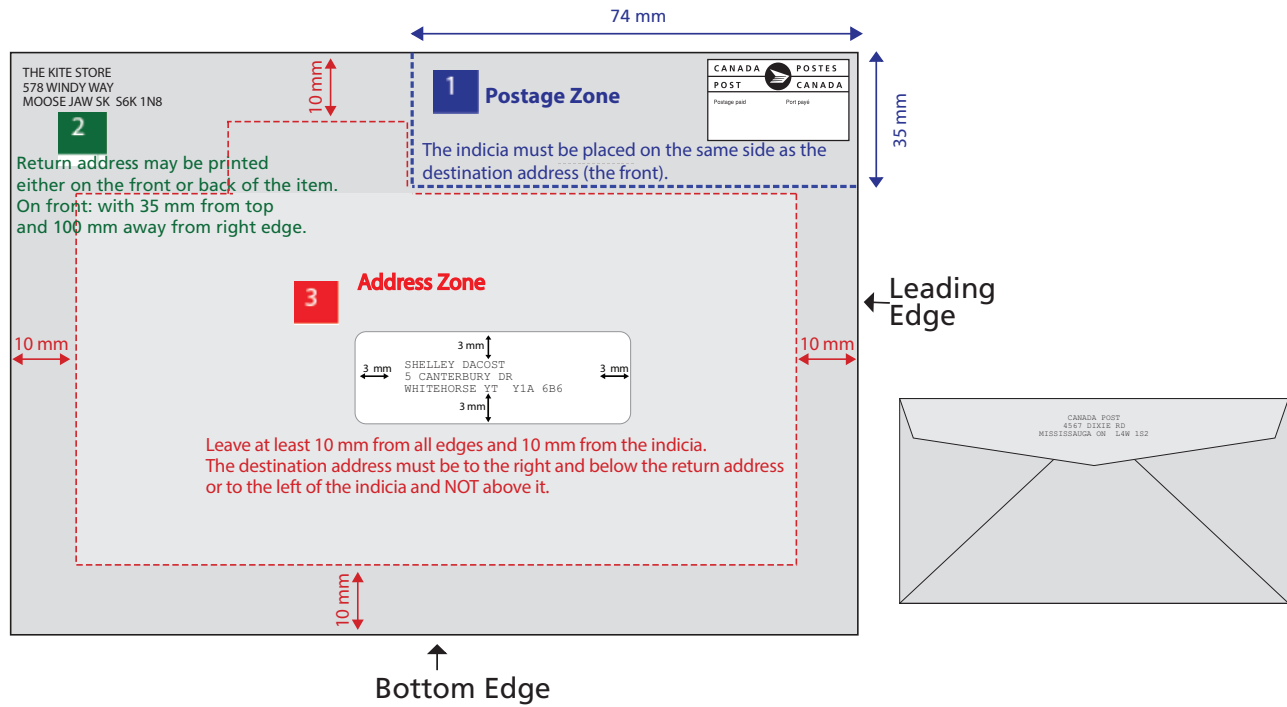 74 mm
THE KITE STORE
578 WINDY WAY
MOOSE JAW SK  S6K 1N8
2
Return address may be printed
either on the front or back of the item.
On front: with 35 mm from top
and 100 mm away from right edge.
10 mm
1
Postage Zone
CANADA POSTES
POST CANADA
Postage paid Port payé
The indicia must be placed on the same side as the
destination address (the front).
35 mm
3
Address Zone
Leading
Edge
10 mm
10 mm
3 mm
3 mm
SHELLEY DACOST
5 CANTERBURY DR
WHITEHORSE YT  Y1A 6B6
3 mm
3 mm
Leave at least 10 mm from all edges and 10 mm from the indicia.
The destination address must be to the right and below the return address
or to the left of the indicia and NOT above it.
10 mm
Bottom Edge
CANADA POST
4567 DIXIE RD
MISSISSAUGA ON  L4W 1S2